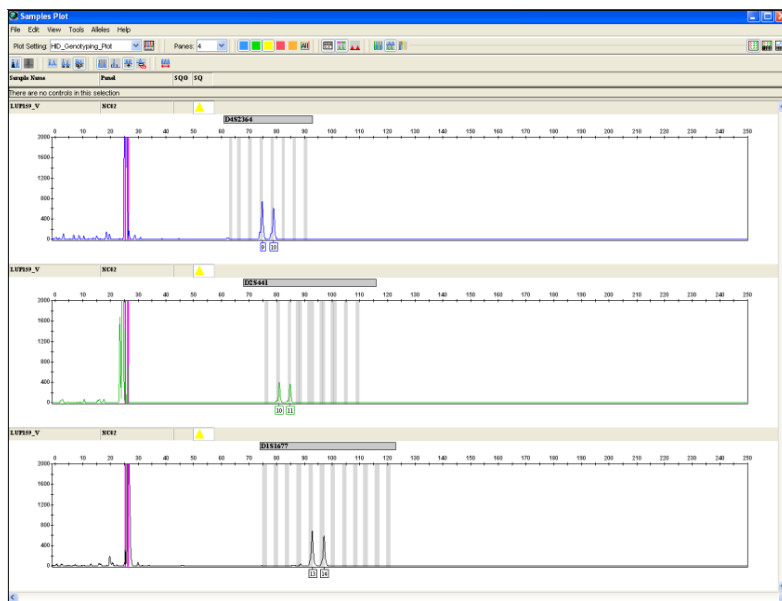 Samples Plot
File Edit View Tools Alleles Help
Plot Setting: HID_Genotyping_Plot Panes: 4 All
Sample Name Panel SQO SQ
There are no controls in this selection
LUP159_V NC02
D4S2364
0 10 20 30 40 50 60 70 80 90 100 110 120 130 140 150 160 170 180 190 200 210 220 230 240 250
2000
1600
1200
800
400
0
9 10
LUP159_V NC02
D2S441
0 10 20 30 40 50 60 70 80 90 100 110 120 130 140 150 160 170 180 190 200 210 220 230 240 250
2000
1600
1200
800
400
0
10 11
LUP159_V NC02
D1S1677
0 10 20 30 40 50 60 70 80 90 100 110 120 130 140 150 160 170 180 190 200 210 220 230 240 250
2000
1600
1200
800
400
0
13 14